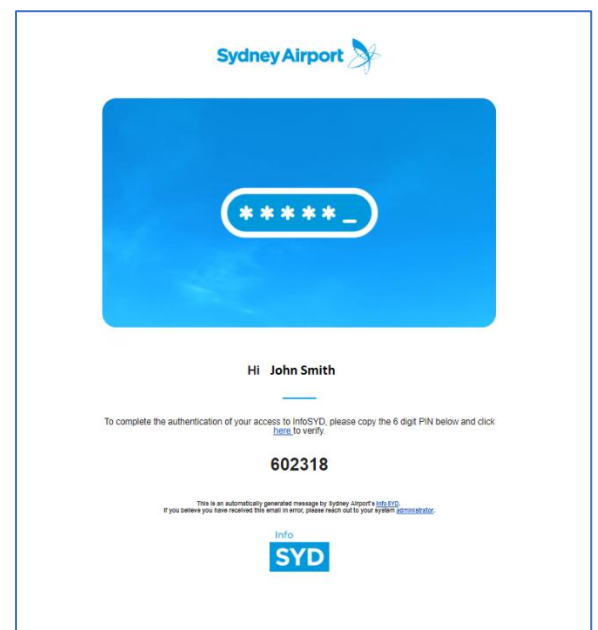 Sydney Airport
*****_
Hi John Smith
To complete the authentication of your access to InfoSYD, please copy the 6 digit PIN below and click
here to verify.
602318
This is an automatically generated message by Sydney Airport's Info SYD.
If you believe you have received this email in error, please reach out to your system administrator.
Info
SYD